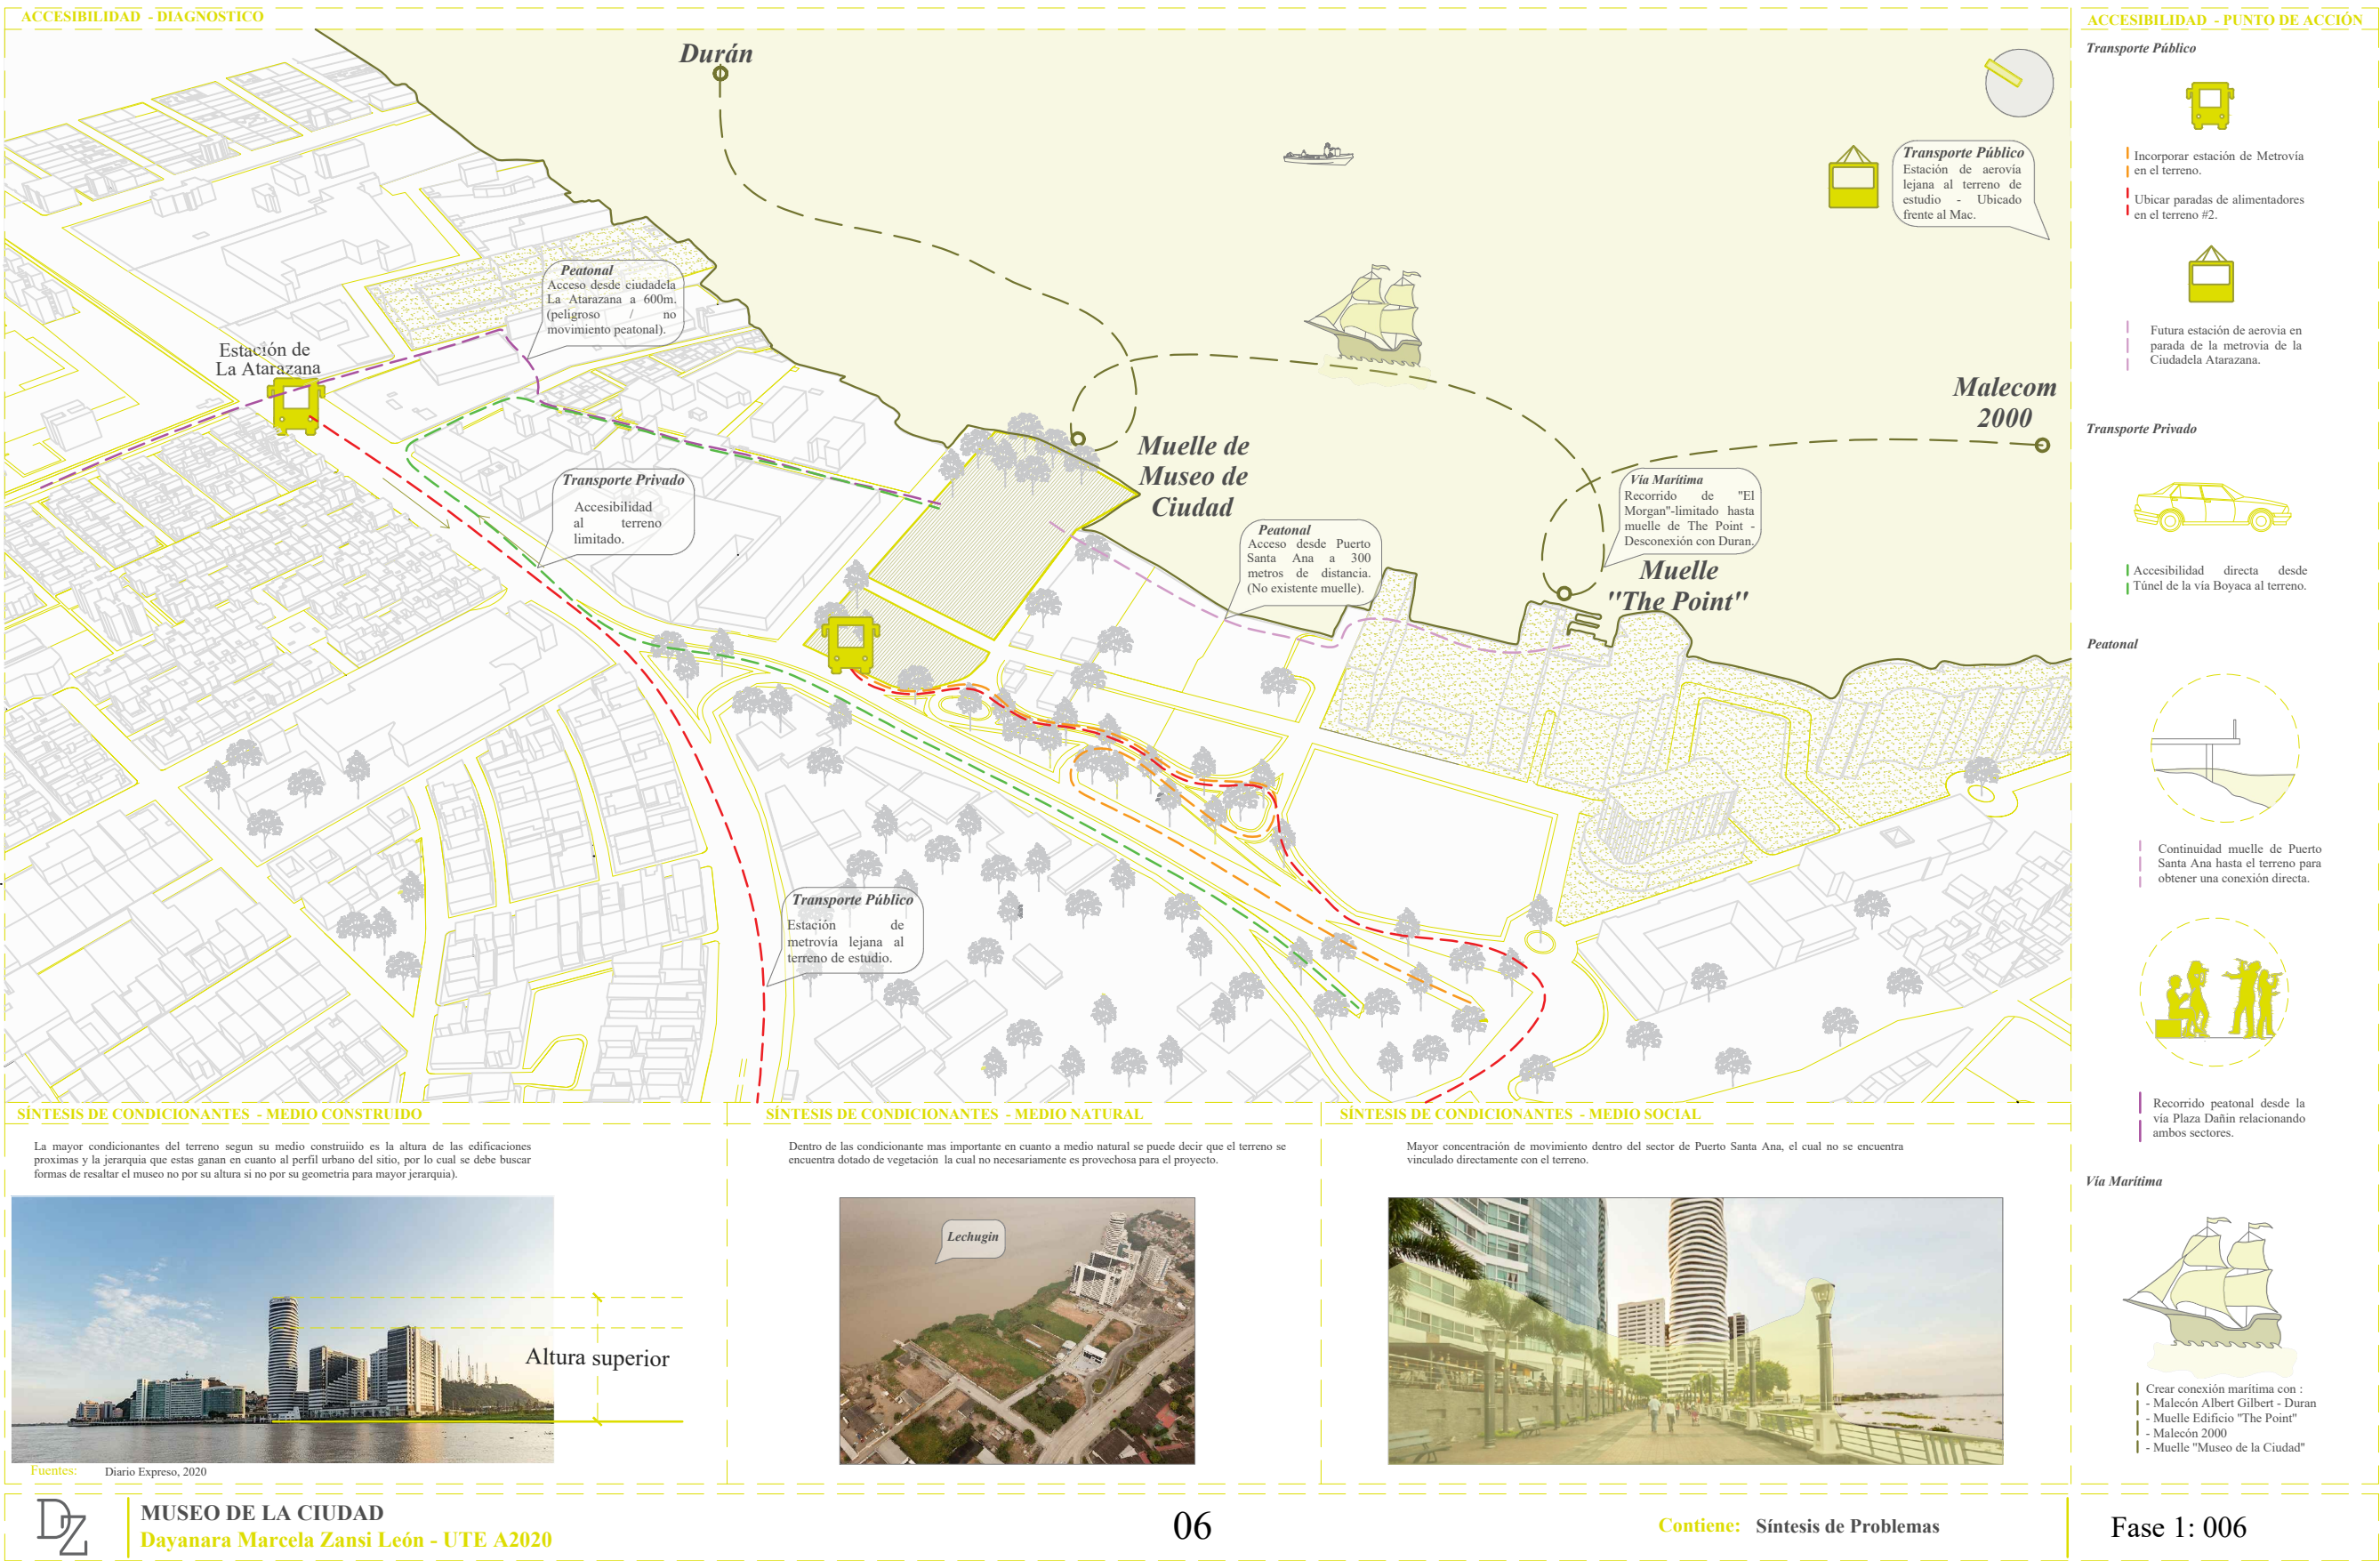 ACCESIBILIDAD - DIAGNOSTICO
Durán
Transporte Público
Estación de aerovía
lejana al terreno de
estudio - Ubicado
frente al Mac.
Peatonal
Acceso desde ciudadela
La Atarazana a 600m.
(peligroso / no
movimiento peatonal).
Estación de
La Atarazana
Malecom
2000
Muelle de
Museo de
Ciudad
Transporte Privado
Accesibilidad
al terreno
limitado.
Vía Marítima
Recorrido de "El
Morgan"-limitado hasta
muelle de The Point -
Desconexión con Duran.
Peatonal
Acceso desde Puerto
Santa Ana a 300
metros de distancia.
(No existente muelle).
Muelle
"The Point"
Transporte Público
Estación de
metrovía lejana al
terreno de estudio.
ACCESIBILIDAD - PUNTO DE ACCIÓN
Transporte Público
Incorporar estación de Metrovía
en el terreno.
Ubicar paradas de alimentadores
en el terreno #2.
Futura estación de aerovia en
parada de la metrovia de la
Ciudadela Atarazana.
Transporte Privado
Accesibilidad directa desde
Túnel de la vía Boyaca al terreno.
Peatonal
Continuidad muelle de Puerto
Santa Ana hasta el terreno para
obtener una conexión directa.
Recorrido peatonal desde la
vía Plaza Dañin relacionando
ambos sectores.
Vía Marítima
Crear conexión marítima con :
- Malecón Albert Gilbert - Duran
- Muelle Edificio "The Point"
- Malecón 2000
- Muelle "Museo de la Ciudad"
SÍNTESIS DE CONDICIONANTES - MEDIO CONSTRUIDO
La mayor condicionantes del terreno segun su medio construiido es la altura de las edificaciones
proximas y la jerarquia que estas ganan en cuanto al perfil urbano del sitio, por lo cual se debe buscar
formas de resaltar el museo no por su altura si no por su geometria para mayor jerarquia).
Altura superior
Fuentes: Diario Expreso, 2020
SÍNTESIS DE CONDICIONANTES - MEDIO NATURAL
Dentro de las condicionante mas importante en cuanto a medio natural se puede decir que el terreno se
encuentra dotado de vegetación la cual no necesariamente es provechosa para el proyecto.
Lechugin
SÍNTESIS DE CONDICIONANTES - MEDIO SOCIAL
Mayor concentración de movimiento dentro del sector de Puerto Santa Ana, el cual no se encuentra
vinculado directamente con el terreno.
DZ
MUSEO DE LA CIUDAD
Dayanara Marcela Zansi León - UTE A2020
06
Contiene: Síntesis de Problemas
Fase 1: 006